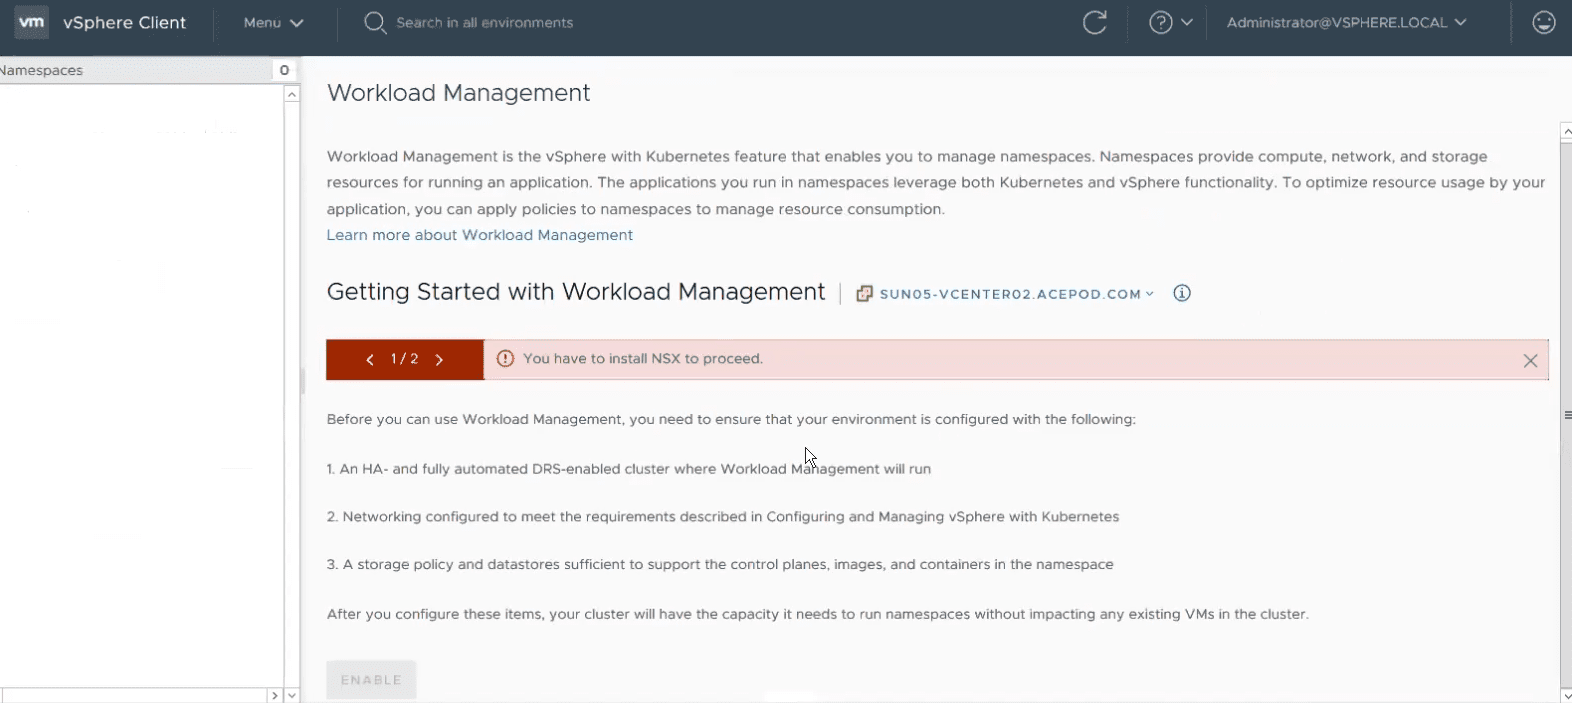 vm vSphere Client Menu Search in all environments Administrator@VSPHERE.LOCAL
Namespaces 0
Workload Management
Workload Management is the vSphere with Kubernetes feature that enables you to manage namespaces. Namespaces provide compute, network, and storage
resources for running an application. The applications you run in namespaces leverage both Kubernetes and vSphere functionality. To optimize resource usage by your
application, you can apply policies to namespaces to manage resource consumption.
Learn more about Workload Management
Getting Started with Workload Management SUN05-VCENTER02.ACEPOD.COM
1 / 2 You have to install NSX to proceed.
Before you can use Workload Management, you need to ensure that your environment is configured with the following:
1. An HA- and fully automated DRS-enabled cluster where Workload Management will run
2. Networking configured to meet the requirements described in Configuring and Managing vSphere with Kubernetes
3. A storage policy and datastores sufficient to support the control planes, images, and containers in the namespace
After you configure these items, your cluster will have the capacity it needs to run namespaces without impacting any existing VMs in the cluster.
ENABLE